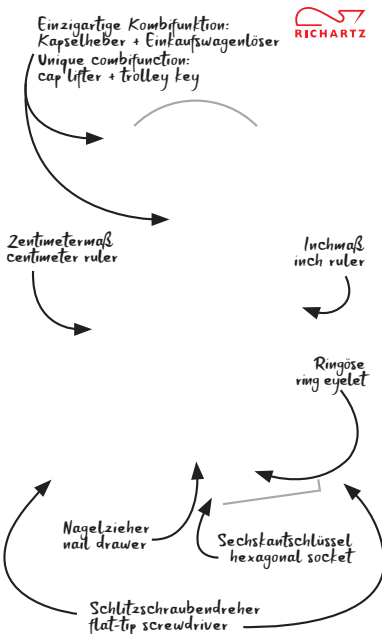 Einzigartige Kombifunktion:
Kapselheber + Einkaufswagenlöser
Unique combifunction:
cap lifter + trolley key
RICHARTZ
Zentimetermaß
centimeter ruler
Inchmaß
inch ruler
Ringöse
ring eyelet
Nagelzieher
nail drawer
Sechskantschlüssel
hexagonal socket
Schlitzschraubendreher
flat-tip screwdriver